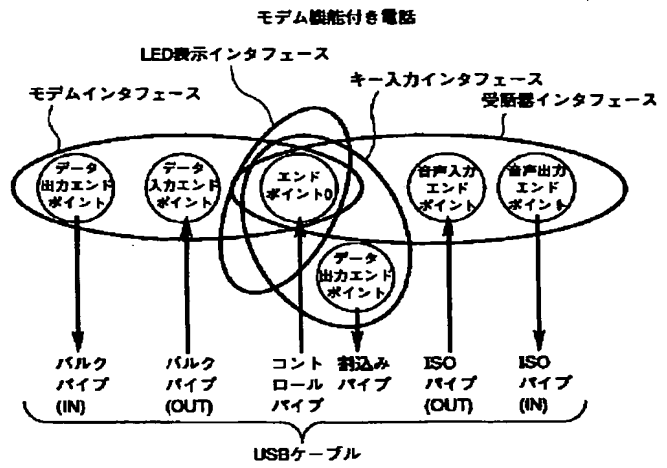 モデム機能付き電話
LED表示インタフェース
キー入力インタフェース
モデムインタフェース
受話器インタフェース
データ
出力エンド
ポイント
データ
入力エンド
ポイント
エンド
ポイント0
音声入力
エンド
ポイント
音声出力
エンド
ポイント
データ
出力エンド
ポイント
バルク
パイプ
(IN)
バルク
パイプ
(OUT)
コント
ロール
パイプ
割込み
パイプ
ISO
パイプ
(OUT)
ISO
パイプ
(IN)
USBケーブル